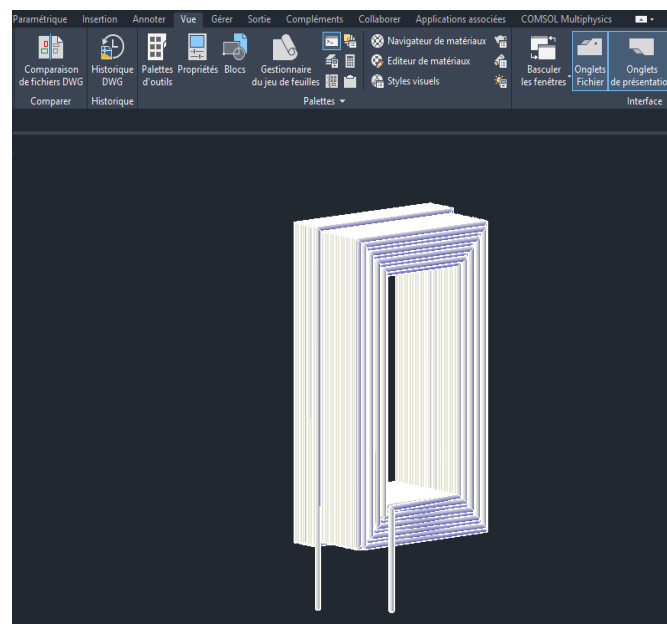 Paramétrique Insertion Annoter Vue Gérer Sortie Compléments Collaborer Applications associées COMSOL Multiphysics
Comparaison de fichiers DWG
Historique DWG
Palettes d'outils
Propriétés
Blocs
Gestionnaire du jeu de feuilles
Navigateur de matériaux
Editeur de matériaux
Styles visuels
Basculer les fenêtres
Onglets Fichier
Onglets de présentatio
Comparer Historique Palettes Interface